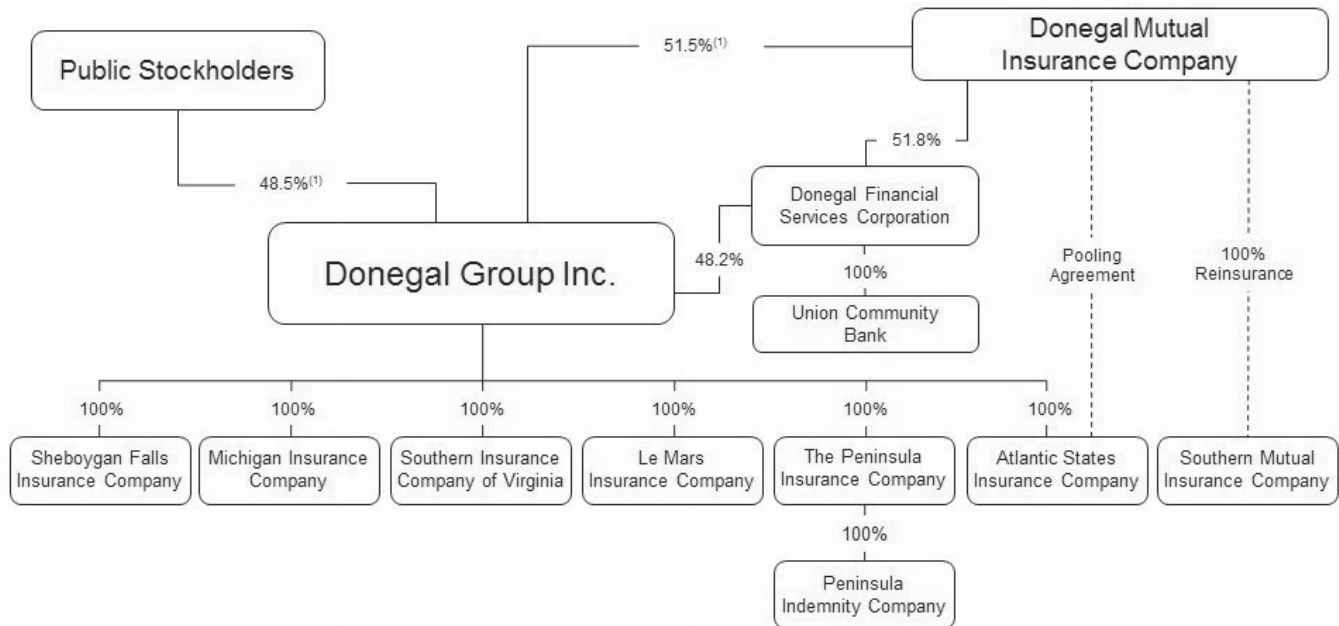 Public Stockholders
51.5%(1)
Donegal Mutual
Insurance Company
48.5%(1)
51.8%
Donegal Financial
Services Corporation
Donegal Group Inc.
48.2%
100%
Union Community
Bank
Pooling
Agreement
100%
Reinsurance
100%
100%
100%
100%
100%
100%
Sheboygan Falls
Insurance Company
Michigan Insurance
Company
Southern Insurance
Company of Virginia
Le Mars
Insurance Company
The Peninsula
Insurance Company
Atlantic States
Insurance Company
Southern Mutual
Insurance Company
100%
Peninsula
Indemnity Company